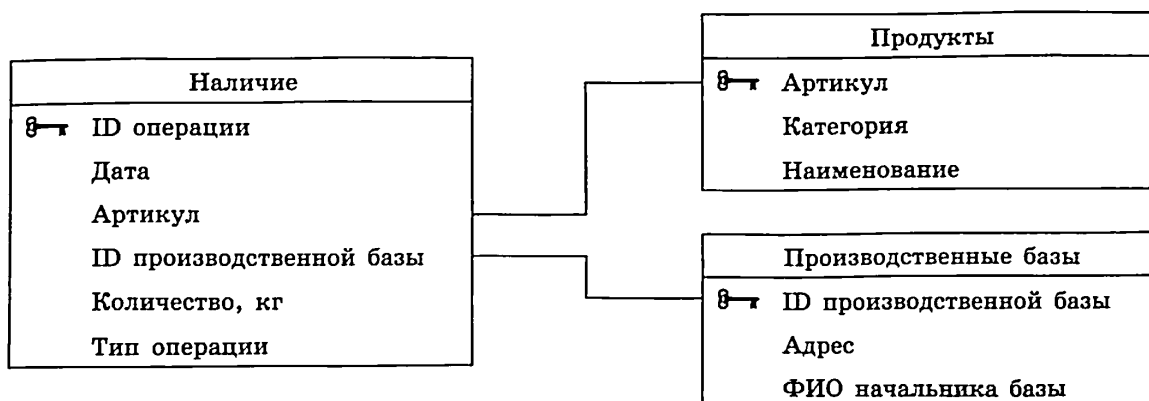 Наличие
ID операции
Дата
Артикул
ID производственной базы
Количество, кг
Тип операции
Продукты
Артикул
Категория
Наименование
Производственные базы
ID производственной базы
Адрес
ФИО начальника базы